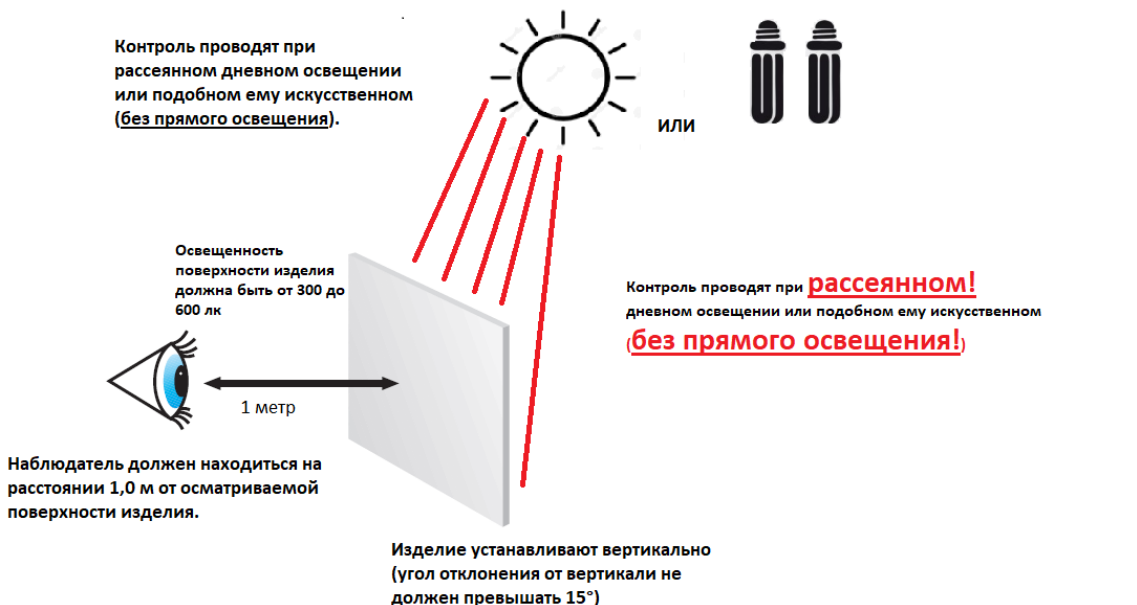 Контроль проводят при
рассеянном дневном освещении
или подобном ему искусственном
(без прямого освещения).
или
Освещенность
поверхности изделия
должна быть от 300 до
600 лк
Контроль проводят при рассеянном!
дневном освещении или подобном ему искусственном
(без прямого освещения!)
1 метр
Наблюдатель должен находиться на
расстоянии 1,0 м от осматриваемой
поверхности изделия.
Изделие устанавливают вертикально
(угол отклонения от вертикали не
должен превышать 15°)